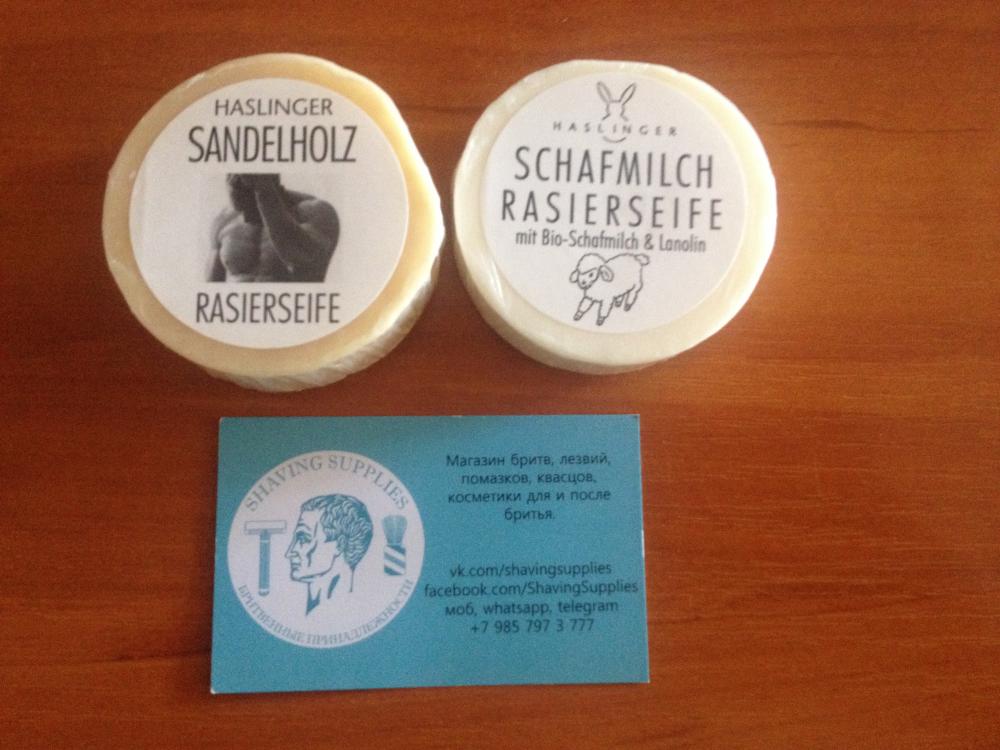 HASLINGER
SANDELHOLZ
RASIERSEIFE
HASLINGER
SCHAFMILCH
RASIERSEIFE
mit Bio-Schafmilch & Lanolin
SHAVING SUPPLIES
БРИТВЕННЫЕ ПРИНАДЛЕЖНОСТИ
Магазин бритв, лезвий,
помазков, квасцов,
косметики для и после
бритья.
vk.com/shavingsupplies
facebook.com/ShavingSupplies
моб, whatsapp, telegram
+7 985 797 3 777